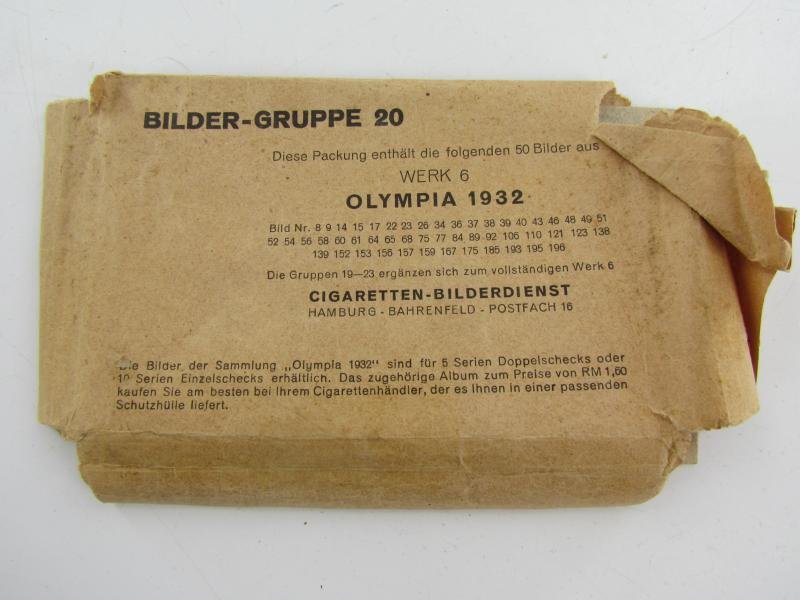 BILDER-GRUPPE 20
Diese Packung enthält die folgenden 50 Bilder aus
WERK 6
OLYMPIA 1932
Bild Nr. 8 9 14 15 17 22 23 26 34 36 37 38 39 40 43 46 48 49 51
52 54 56 58 60 61 64 65 68 75 77 84 89 92 106 110 121 123 138
139 152 153 156 157 159 167 175 185 193 195 196
Die Gruppen 19—23 ergänzen sich zum vollständigen Werk 6
CIGARETTEN-BILDERDIENST
HAMBURG - BAHRENFELD - POSTFACH 16
Die Bilder der Sammlung „Olympia 1932" sind für 5 Serien Doppelschecks oder
10 Serien Einzelschecks erhältlich. Das zugehörige Album zum Preise von RM 1,60
kaufen Sie am besten bei Ihrem Cigarettenhändler, der es Ihnen in einer passenden
Schutzhülle liefert.